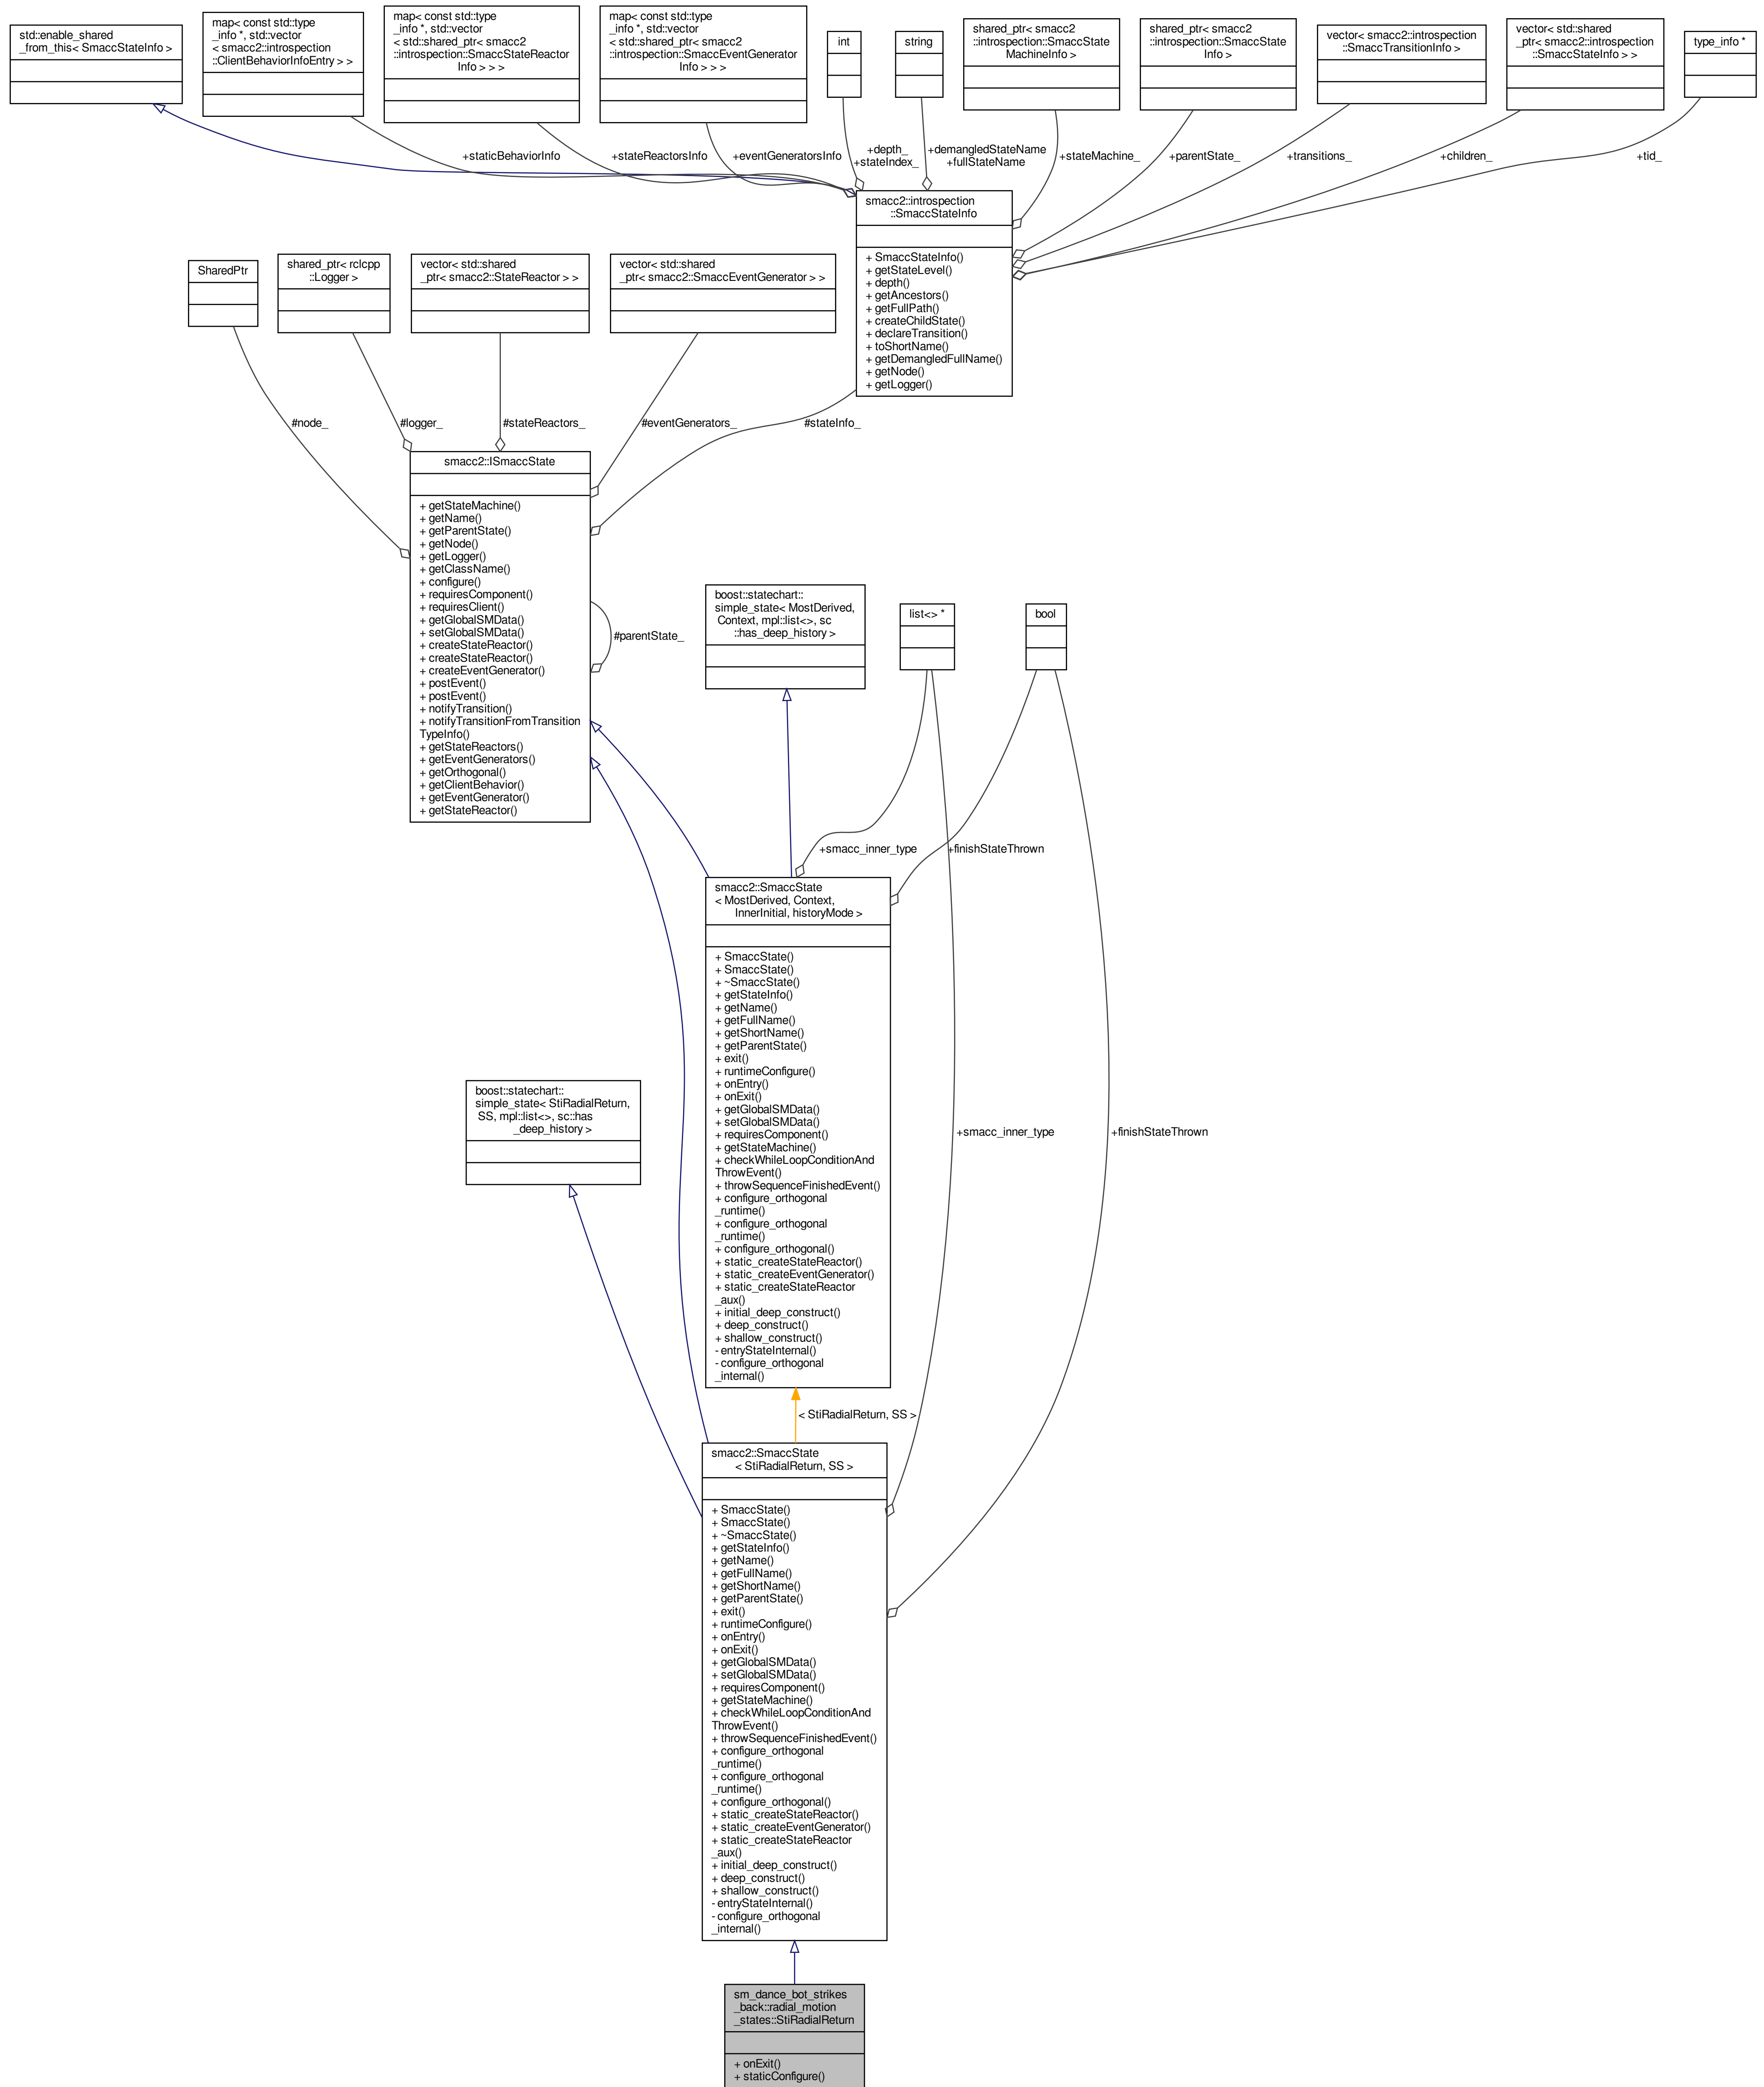 std::enable_shared
_from_this< SmaccStateInfo >
map< const std::type
_info *, std::vector
< smacc2::introspection
::ClientBehaviorInfoEntry > >
map< const std::type
_info *, std::vector
< std::shared_ptr< smacc2
::introspection::SmaccStateReactor
Info > > >
map< const std::type
_info *, std::vector
< std::shared_ptr< smacc2
::introspection::SmaccEventGenerator
Info > > >
int
string
shared_ptr< smacc2
::introspection::SmaccState
MachineInfo >
shared_ptr< smacc2
::introspection::SmaccState
Info >
vector< smacc2::introspection
::SmaccTransitionInfo >
vector< std::shared
_ptr< smacc2::introspection
::SmaccStateInfo > >
type_info *
+staticBehaviorInfo
+stateReactorsInfo
+eventGeneratorsInfo
+depth_
+stateIndex_
+demangledStateName
+fullStateName
+stateMachine_
+parentState_
+transitions_
+children_
+tid_
smacc2::introspection
::SmaccStateInfo
+ SmaccStateInfo()
+ getStateLevel()
+ depth()
+ getAncestors()
+ getFullPath()
+ createChildState()
+ declareTransition()
+ toShortName()
+ getDemangledFullName()
+ getNode()
+ getLogger()
SharedPtr
shared_ptr< rclcpp
::Logger >
vector< std::shared
_ptr< smacc2::StateReactor > >
vector< std::shared
_ptr< smacc2::SmaccEventGenerator > >
#node_
#logger_
#stateReactors_
#eventGenerators_
#stateInfo_
smacc2::ISmaccState
+ getStateMachine()
+ getName()
+ getParentState()
+ getNode()
+ getLogger()
+ getClassName()
+ configure()
+ requiresComponent()
+ requiresClient()
+ getGlobalSMData()
+ setGlobalSMData()
+ createStateReactor()
+ createStateReactor()
+ createEventGenerator()
+ postEvent()
+ postEvent()
+ notifyTransition()
+ notifyTransitionFromTransition
TypeInfo()
+ getStateReactors()
+ getEventGenerators()
+ getOrthogonal()
+ getClientBehavior()
+ getEventGenerator()
+ getStateReactor()
#parentState_
boost::statechart::
simple_state< MostDerived,
Context, mpl::list<>, sc
::has_deep_history >
list<> *
bool
+smacc_inner_type
+finishStateThrown
smacc2::SmaccState
< MostDerived, Context,
InnerInitial, historyMode >
+ SmaccState()
+ SmaccState()
+ ~SmaccState()
+ getStateInfo()
+ getName()
+ getFullName()
+ getShortName()
+ getParentState()
+ exit()
+ runtimeConfigure()
+ onEntry()
+ onExit()
+ getGlobalSMData()
+ setGlobalSMData()
+ requiresComponent()
+ getStateMachine()
+ checkWhileLoopConditionAnd
ThrowEvent()
+ throwSequenceFinishedEvent()
+ configure_orthogonal
_runtime()
+ configure_orthogonal
_runtime()
+ configure_orthogonal()
+ static_createStateReactor()
+ static_createEventGenerator()
+ static_createStateReactor
_aux()
+ initial_deep_construct()
+ deep_construct()
+ shallow_construct()
- entryStateInternal()
- configure_orthogonal
_internal()
boost::statechart::
simple_state< StiRadialReturn,
SS, mpl::list<>, sc::has
_deep_history >
+smacc_inner_type
+finishStateThrown
< StiRadialReturn, SS >
smacc2::SmaccState
< StiRadialReturn, SS >
+ SmaccState()
+ SmaccState()
+ ~SmaccState()
+ getStateInfo()
+ getName()
+ getFullName()
+ getShortName()
+ getParentState()
+ exit()
+ runtimeConfigure()
+ onEntry()
+ onExit()
+ getGlobalSMData()
+ setGlobalSMData()
+ requiresComponent()
+ getStateMachine()
+ checkWhileLoopConditionAnd
ThrowEvent()
+ throwSequenceFinishedEvent()
+ configure_orthogonal
_runtime()
+ configure_orthogonal
_runtime()
+ configure_orthogonal()
+ static_createStateReactor()
+ static_createEventGenerator()
+ static_createStateReactor
_aux()
+ initial_deep_construct()
+ deep_construct()
+ shallow_construct()
- entryStateInternal()
- configure_orthogonal
_internal()
sm_dance_bot_strikes
_back::radial_motion
_states::StiRadialReturn
+ onExit()
+ staticConfigure()